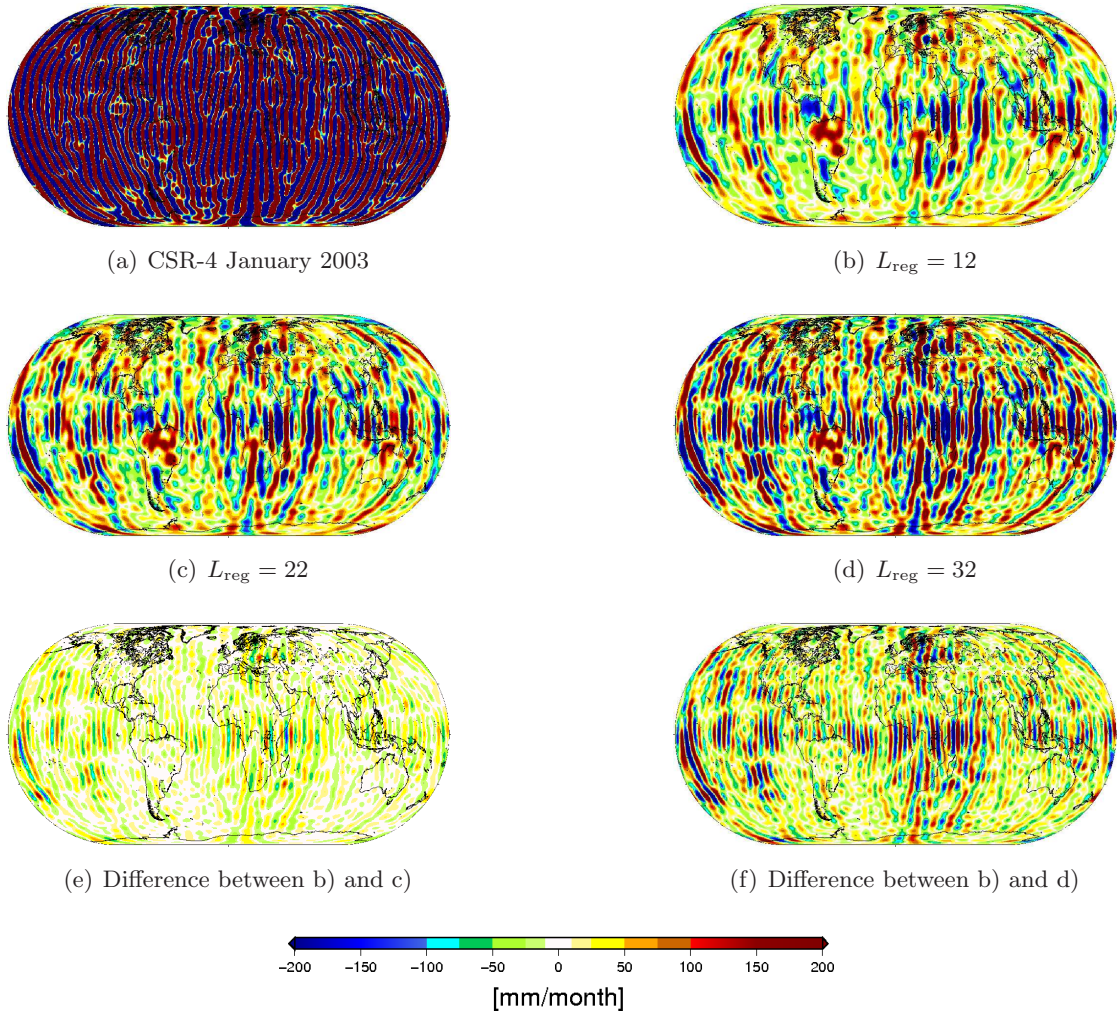 (a) CSR-4 January 2003
(b) L_reg = 12
(c) L_reg = 22
(d) L_reg = 32
(e) Difference between b) and c)
(f) Difference between b) and d)
−200 −150 −100 −50 0 50 100 150 200
[mm/month]